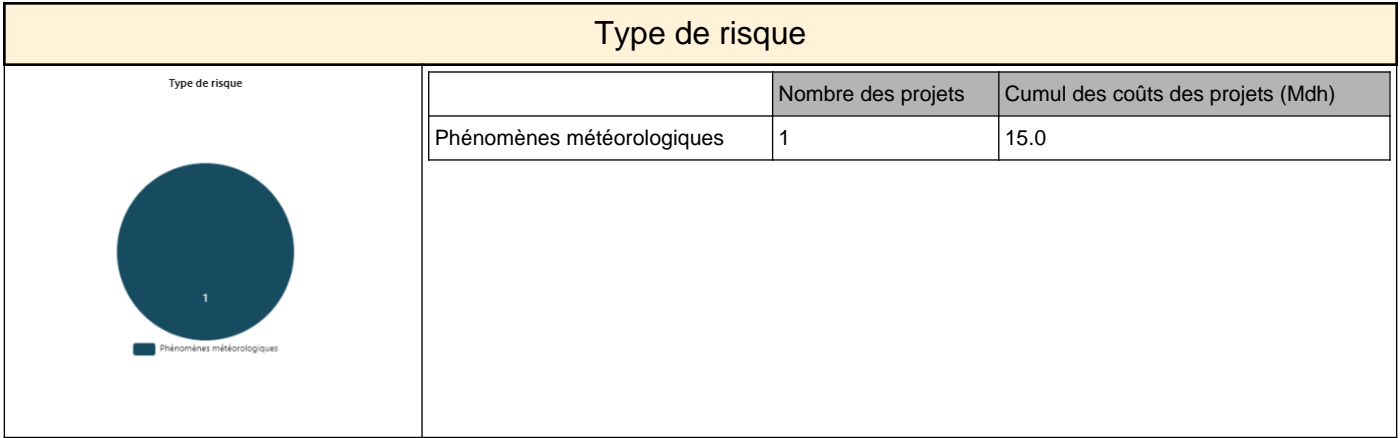 Type de risque
Type de risque
1
Phénomènes météorologiques
Nombre des projets Cumul des coûts des projets (Mdh)
Phénomènes météorologiques 1 15.0